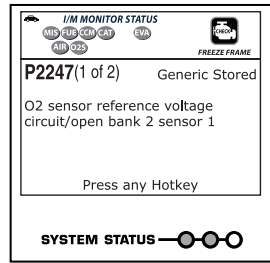 I/M MONITOR STATUS
MIS FUE CCM CAT EVA
AIR O2S
CHECK
FREEZE FRAME
P2247(1 of 2) Generic Stored
O2 sensor reference voltage
circuit/open bank 2 sensor 1
Press any Hotkey
SYSTEM STATUS